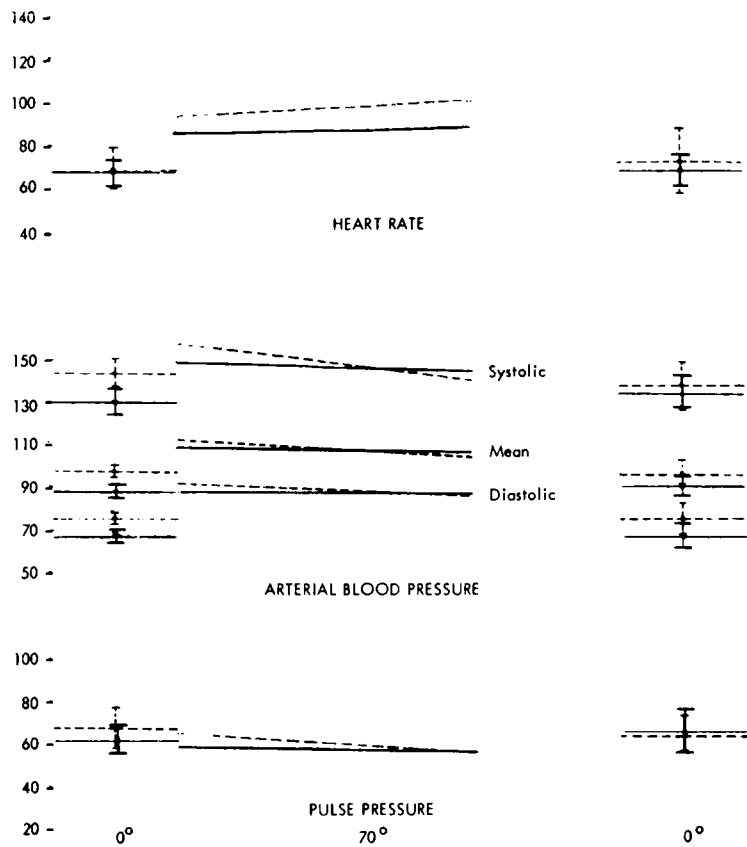 140
120
100
80
60
40
HEART RATE
150
130
110
90
70
50
Systolic
Mean
Diastolic
ARTERIAL BLOOD PRESSURE
100
80
60
40
20
PULSE PRESSURE
0° 70° 0°